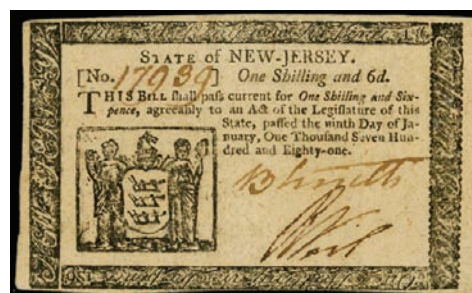 STATE of NEW-JERSEY.
[No. 17939] One Shilling and 6d.
THIS BILL shall pass current for One Shilling and Six-
pence, agreeably to an Act of the Legislature of this
State, passed the ninth Day of Ja-
nuary, One Thousand Seven Hun-
dred and Eighty-one.
B Smith